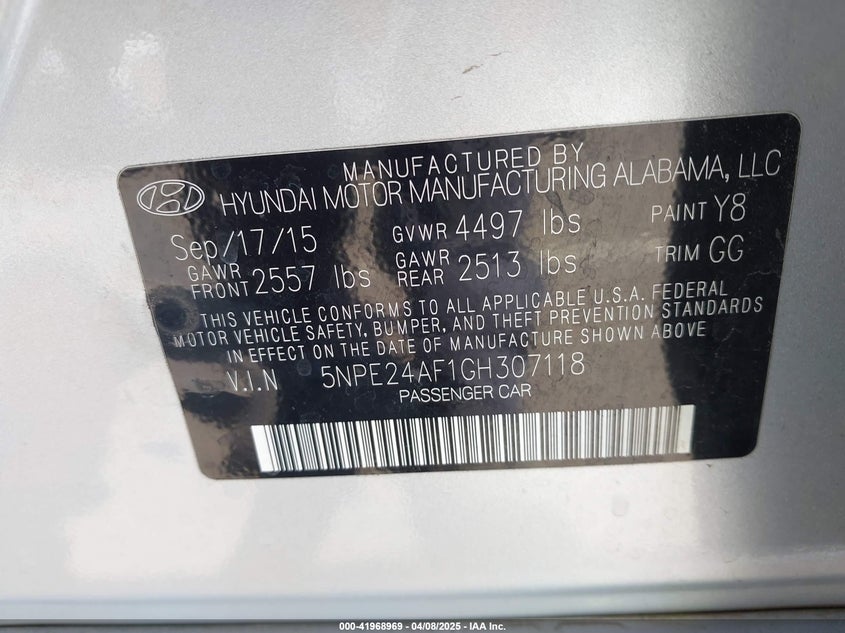 MANUFACTURED BY
HYUNDAI MOTOR MANUFACTURING ALABAMA, LLC
Sep/17/15 GVWR 4497 lbs PAINT Y8
GAWR FRONT 2557 lbs GAWR REAR 2513 lbs TRIM GG
THIS VEHICLE CONFORMS TO ALL APPLICABLE U.S.A. FEDERAL
MOTOR VEHICLE SAFETY, BUMPER, AND THEFT PREVENTION STANDARDS
IN EFFECT ON THE DATE OF MANUFACTURE SHOWN ABOVE
V.I.N 5NPE24AF1GH307118
PASSENGER CAR
000-41968969 | 04/08/2025 - IAA Inc.